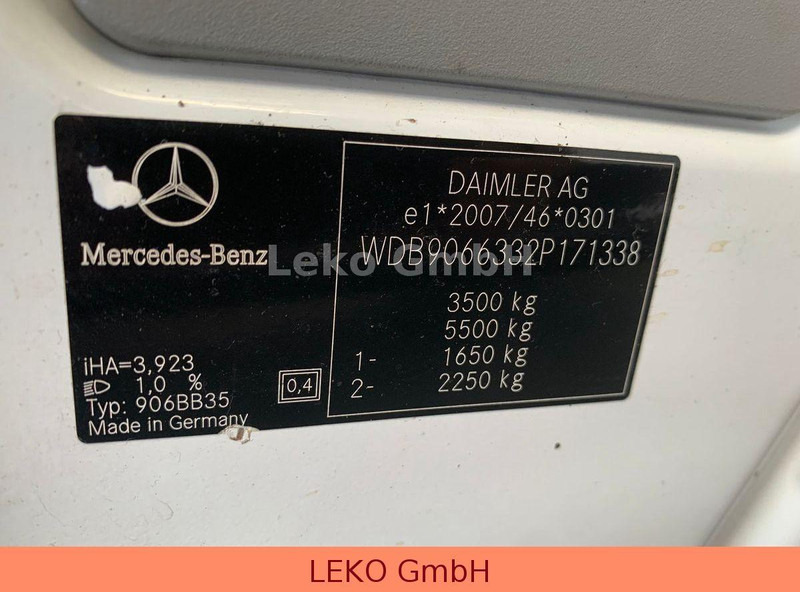 DAIMLER AG
e1*2007/46*0301
WDB9066332P171338
Mercedes-Benz
Leko GmbH
3500 kg
5500 kg
1- 1650 kg
2- 2250 kg
iHA=3,923
1,0 %
0,4
Typ: 906BB35
Made in Germany
LEKO GmbH